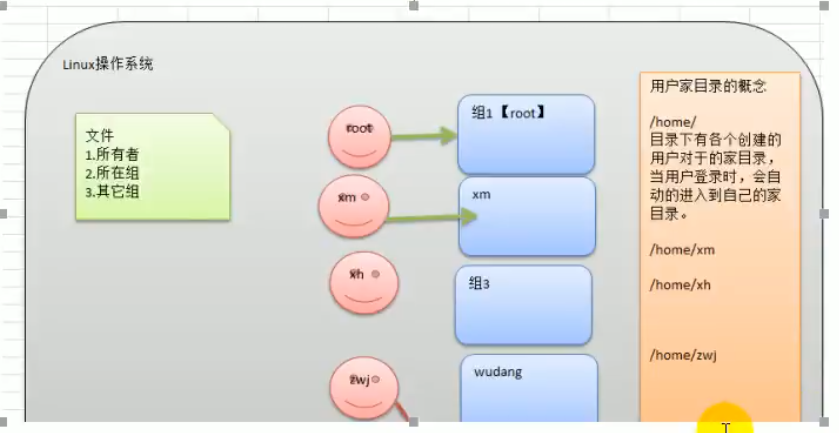 Linux操作系统
文件
1.所有者
2.所在组
3.其它组
root
xm
xh
zwj
组1【root】
xm
组3
wudang
用户家目录的概念
/home/
目录下有各个创建的
用户对于的家目录，
当用户登录时，会自
动的进入到自己的家
目录。
/home/xm
/home/xh
/home/zwj